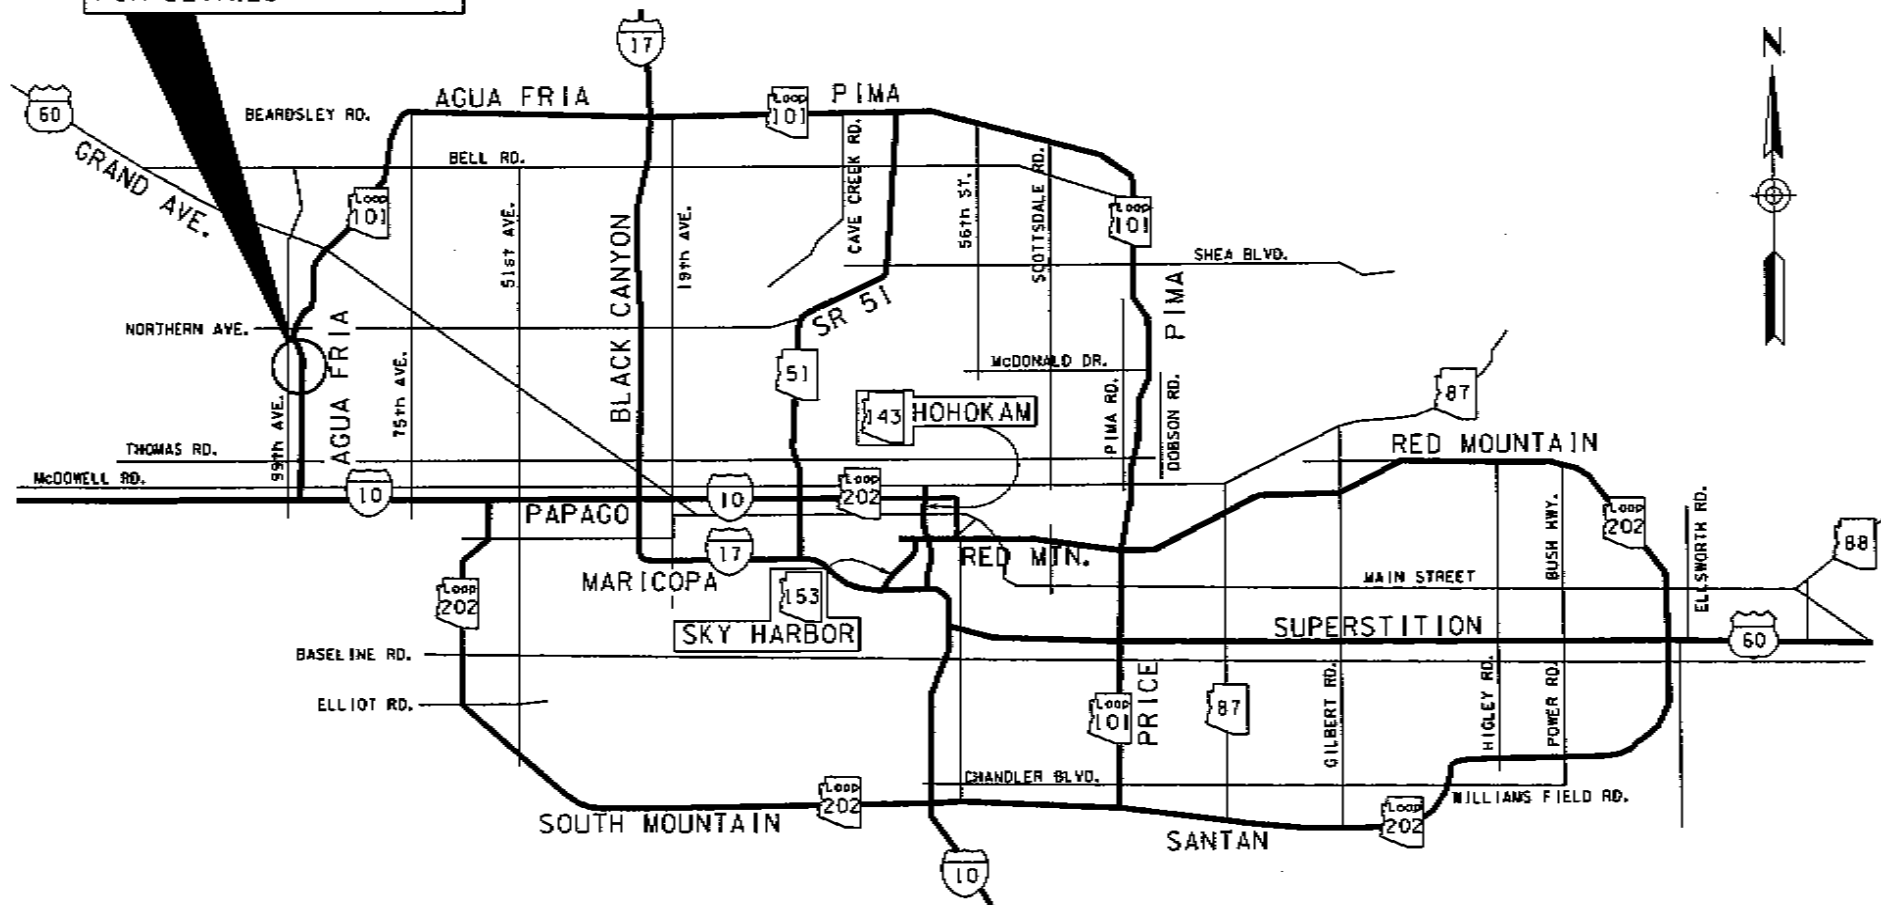 17
N
60
AGUA FRIA
Loop 101
PIMA
BEARDSLEY RD.
GRAND AVE.
BELL RD.
Loop 101
51st AVE.
BLACK CANYON
19th AVE.
CAVE CREEK RD.
56th ST.
SCOTTSDALE RD.
Loop 101
SHEA BLVD.
PIMA
NORTHERN AVE.
AGUA FRIA
SR 51
51
McDONALD DR.
99th AVE.
75th AVE.
143
HOHOKAM
PIMA RD.
DOBSON RD.
87
THOMAS RD.
RED MOUNTAIN
McDOWELL RD.
10
10
Loop 202
PAPAGO
17
RED MTN.
BUSH HWY.
Loop 202
ELLSWORTH RD.
88
MARICOPA
153
MAIN STREET
Loop 202
SKY HARBOR
SUPERSTITION
60
BASELINE RD.
ELLIOT RD.
Loop 101
PRICE
87
GILBERT RD.
HIGLEY RD.
POWER RD.
CHANDLER BLVD.
Loop 202
WILLIAMS FIELD RD.
SOUTH MOUNTAIN
Loop 202
SANTAN
10